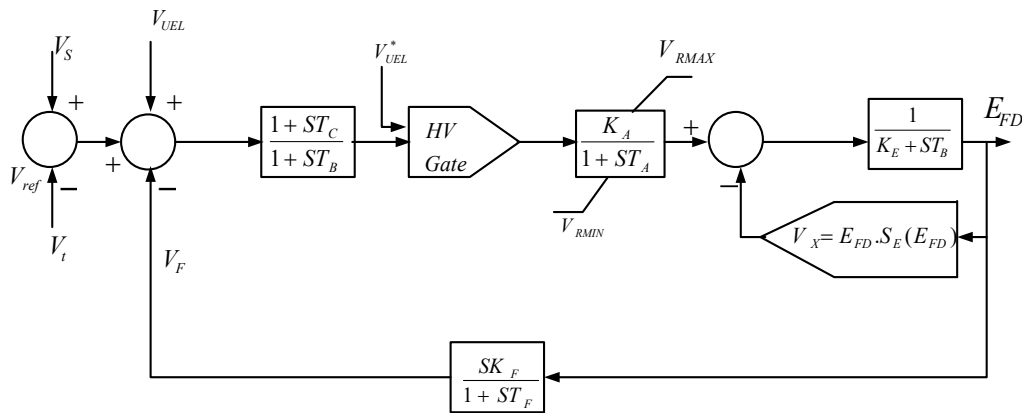 V_S
+
V_ref
−
V_t
V_UEL
+
+
−
V_F
1 + ST_C
1 + ST_B
V_UEL^*
HV
Gate
V_RMAX
K_A
1 + ST_A
V_RMIN
+
−
1
K_E + ST_B
E_FD
V_X = E_FD.S_E(E_FD)
SK_F
1 + ST_F